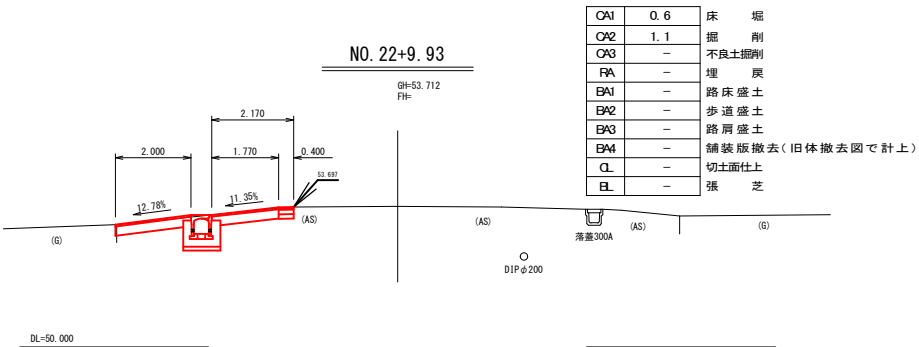 NO. 22+9.93
GH=53.712
FH=
CA1 0.6 床 堀
CA2 1.1 掘 削
CA3 － 不良土掘削
RA － 埋 戻
BA1 － 路床盛土
BA2 － 歩道盛土
BA3 － 路肩盛土
BA4 － 舗装版撤去(旧体撤去図で計上)
CL － 切土面仕上
BL － 張 芝
2.170
2.000
1.770
0.400
53.697
12.78%
11.35%
(G)
(AS)
(AS)
落蓋300A
(AS)
(G)
DIPφ200
DL=50.000